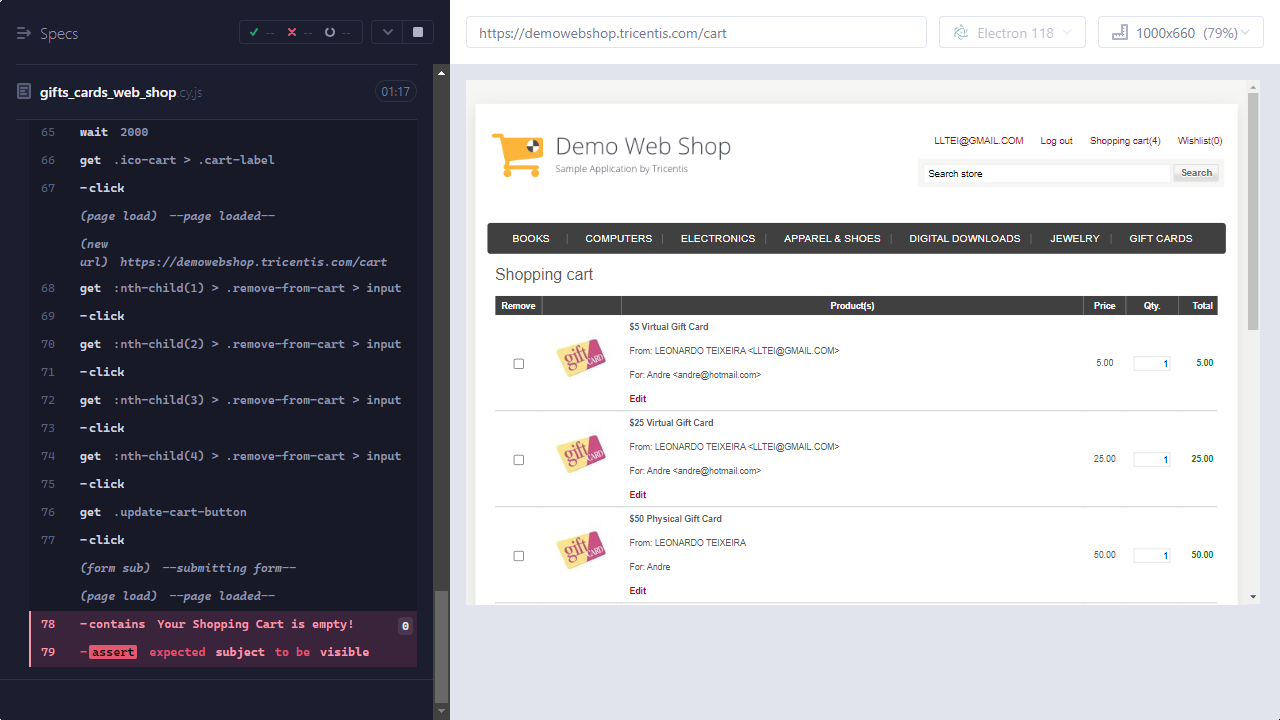 Specs
-- -- --
gifts_cards_web_shop.cy.js 01:17
65 wait 2000
66 get .ico-cart > .cart-label
67 -click
(page load) --page loaded--
(new
url) https://demowebshop.tricentis.com/cart
68 get :nth-child(1) > .remove-from-cart > input
69 -click
70 get :nth-child(2) > .remove-from-cart > input
71 -click
72 get :nth-child(3) > .remove-from-cart > input
73 -click
74 get :nth-child(4) > .remove-from-cart > input
75 -click
76 get .update-cart-button
77 -click
(form sub) --submitting form--
(page load) --page loaded--
78 -contains Your Shopping Cart is empty! 0
79 -assert expected subject to be visible
https://demowebshop.tricentis.com/cart
Electron 118
1000x660 (79%)
Demo Web Shop
Sample Application by Tricentis
LLTEI@GMAIL.COM Log out Shopping cart(4) Wishlist(0)
Search store Search
BOOKS | COMPUTERS | ELECTRONICS | APPAREL & SHOES | DIGITAL DOWNLOADS | JEWELRY | GIFT CARDS
Shopping cart
Remove Product(s) Price Qty. Total
$5 Virtual Gift Card
From: LEONARDO TEIXEIRA <LLTEI@GMAIL.COM>
gift CARD 5.00 1 5.00
For: Andre <andre@hotmail.com>
Edit
$25 Virtual Gift Card
From: LEONARDO TEIXEIRA <LLTEI@GMAIL.COM>
gift CARD 25.00 1 25.00
For: Andre <andre@hotmail.com>
Edit
$50 Physical Gift Card
From: LEONARDO TEIXEIRA
gift CARD 50.00 1 50.00
For: Andre
Edit